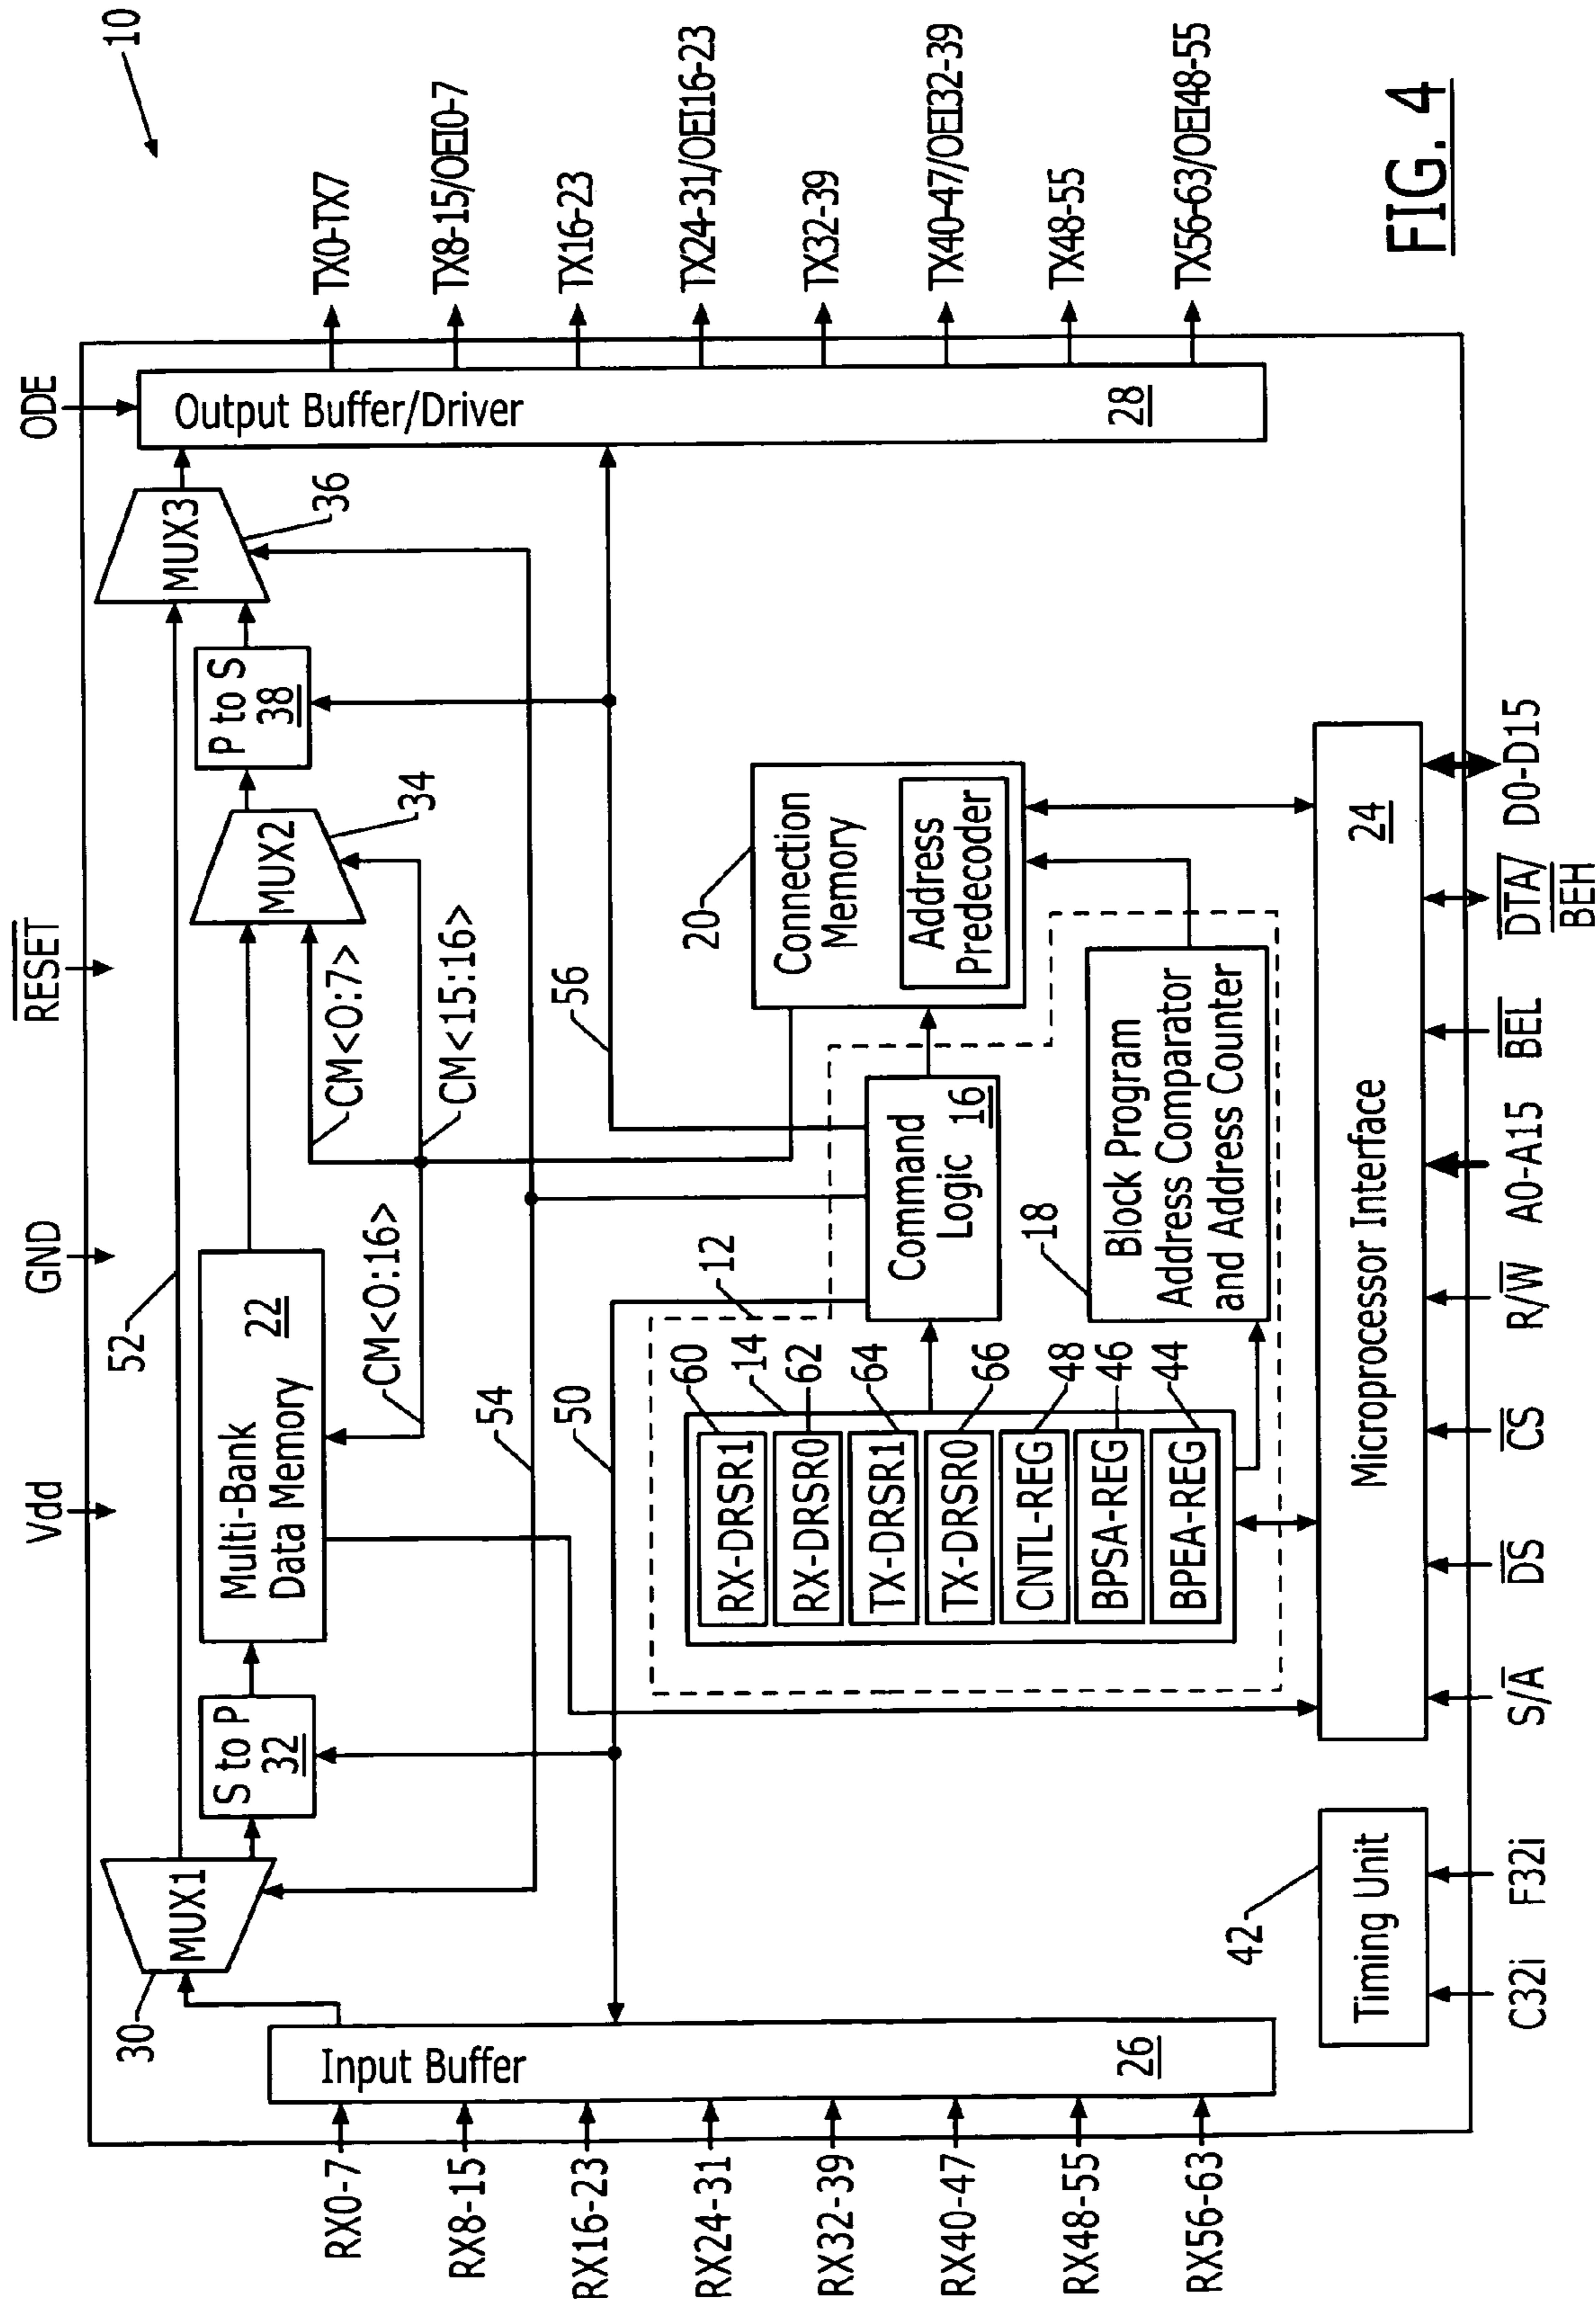 10
Vdd
GND
RESET
ODE
52
30
MUX1
S to P
32
Multi-Bank
Data Memory
22
CM<0:16>
CM<0:7>
CM<15:16>
MUX2
34
P to S
38
MUX3
36
Output Buffer/Driver
28
TX0-TX7
TX8-15/OEI0-7
TX16-23
TX24-31/OEI16-23
TX32-39
TX40-47/OEI32-39
TX48-55
TX56-63/OEI48-55
RX0-7
RX8-15
RX16-23
RX24-31
RX32-39
RX40-47
RX48-55
RX56-63
Input Buffer
26
54
50
56
12
14
60
62
64
66
48
46
44
RX-DRSR1
RX-DRSR0
TX-DRSR1
TX-DRSR0
CNTL-REG
BPSA-REG
BPEA-REG
Command
Logic
16
18
Block Program
Address Comparator
and Address Counter
20
Connection
Memory
Address
Predecoder
42
Timing Unit
Microprocessor Interface
24
C32i
F32i
S/A
DS
CS
R/W
A0-A15
BEL
DTA/
BEH
D0-D15
FIG. 4